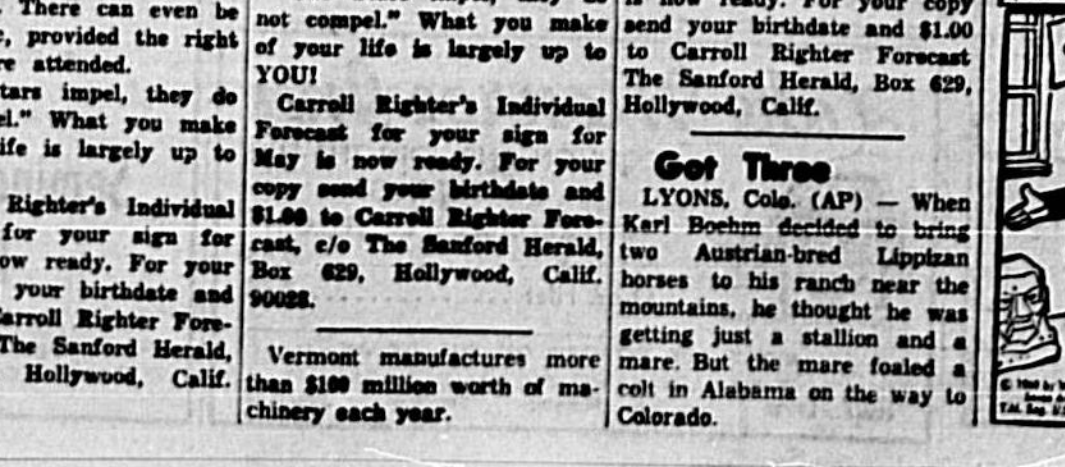 There can even be
provided the right
attended.
they do
What you make
is largely up to
Righter's Individual
for your sign for
ready. For your
your birthdate and
Carroll Righter Fore-
The Sanford Herald,
Hollywood, Calif.
not compel." What you make
of your life is largely up to
YOU!
Carroll Righter's Individual
Forecast for your sign for
May is now ready. For your
copy send your birthdate and
$1.00 to Carroll Righter Fore-
cast, c/o The Sanford Herald,
Box 629, Hollywood, Calif.
90028.
Vermont manufactures more
than $100 million worth of ma-
chinery each year.
is now ready. For your copy
send your birthdate and $1.00
to Carroll Righter Forecast
The Sanford Herald, Box 629,
Hollywood, Calif.
Got Three
LYONS, Colo. (AP) — When
Karl Boehm decided to bring
two Austrian-bred Lippizan
horses to his ranch near the
mountains, he thought he was
getting just a stallion and a
mare. But the mare foaled a
colt in Alabama on the way to
Colorado.